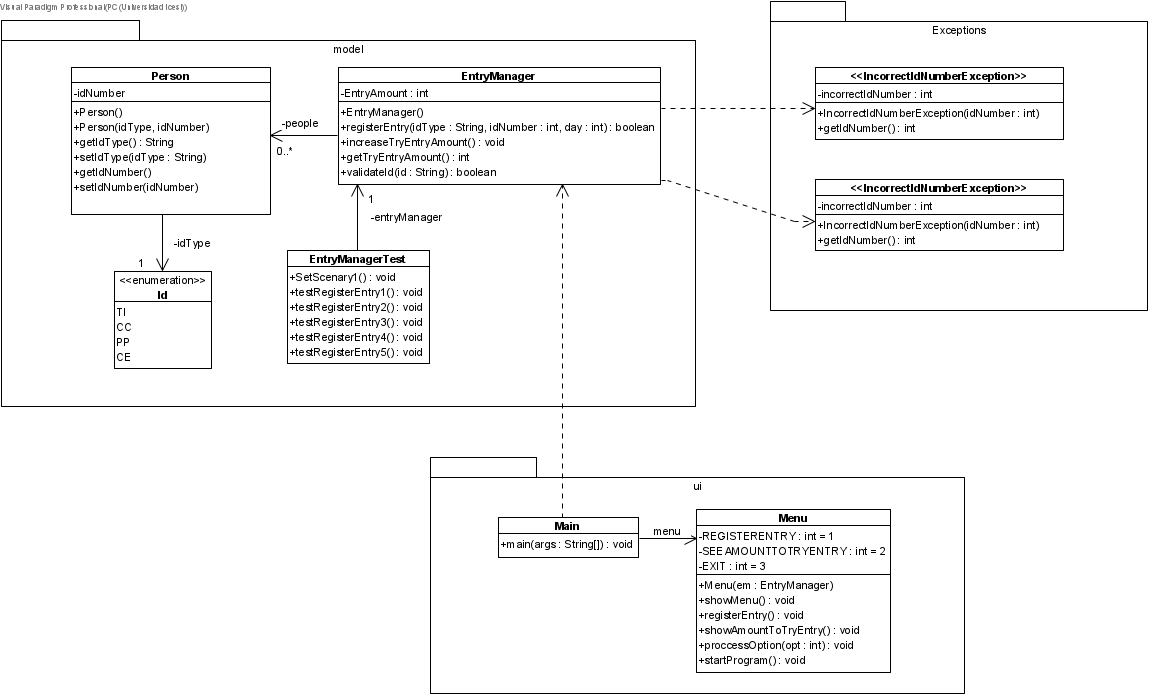 Visual Paradigm Professional(PC (Universidad Icesi))
model
Person
-idNumber
+Person()
+Person(idType, idNumber)
+getIdType() : String
+setIdType(idType : String)
+getIdNumber()
+setIdNumber(idNumber)
-people
0..*
EntryManager
-EntryAmount : int
+EntryManager()
+registerEntry(idType : String, idNumber : int, day : int) : boolean
+increaseTryEntryAmount() : void
+getTryEntryAmount() : int
+validateId(id : String) : boolean
-idType
1
<<enumeration>>
Id
TI
CC
PP
CE
1
-entryManager
EntryManagerTest
+SetScenary1() : void
+testRegisterEntry1() : void
+testRegisterEntry2() : void
+testRegisterEntry3() : void
+testRegisterEntry4() : void
+testRegisterEntry5() : void
Exceptions
<<IncorrectIdNumberException>>
-incorrectIdNumber : int
+IncorrectIdNumberException(idNumber : int)
+getIdNumber() : int
<<IncorrectIdNumberException>>
-incorrectIdNumber : int
+IncorrectIdNumberException(idNumber : int)
+getIdNumber() : int
ui
Main
+main(args : String[]) : void
menu
Menu
-REGISTERENTRY : int = 1
-SEEAMOUNTTOTRYENTRY : int = 2
-EXIT : int = 3
+Menu(em : EntryManager)
+showMenu() : void
+registerEntry() : void
+showAmountToTryEntry() : void
+proccessOption(opt : int) : void
+startProgram() : void